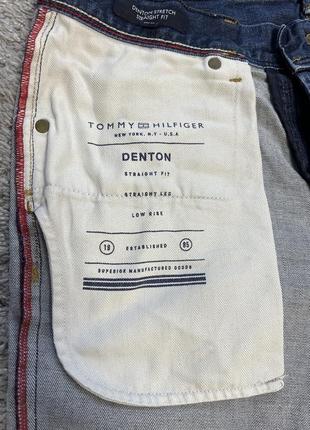 DENTON STRETCH
STRAIGHT FIT
TOMMY HILFIGER
NEW YORK, N.Y - U.S.A
DENTON
STRAIGHT FIT
STRAIGHT LEG
LOW RISE
19 ESTABLISHED 85
SUPERIOR MANUFACTURED GOODS